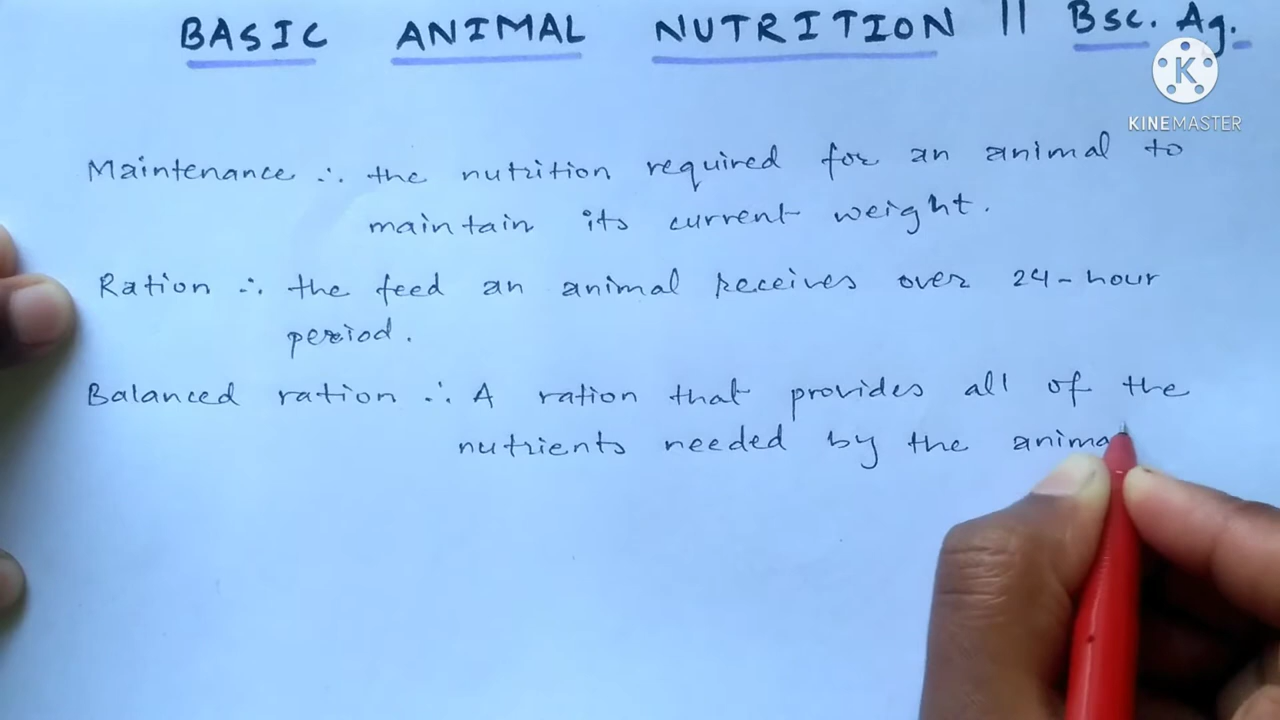 BASIC ANIMAL NUTRITION || Bsc. Ag.
K
KINEMASTER
Maintenance ∴ the nutrition required for an animal to
maintain its current weight.
Ration ∴ the feed an animal receives over 24-hour
period.
Balanced ration ∴ A ration that provides all of the
nutrients needed by the anima